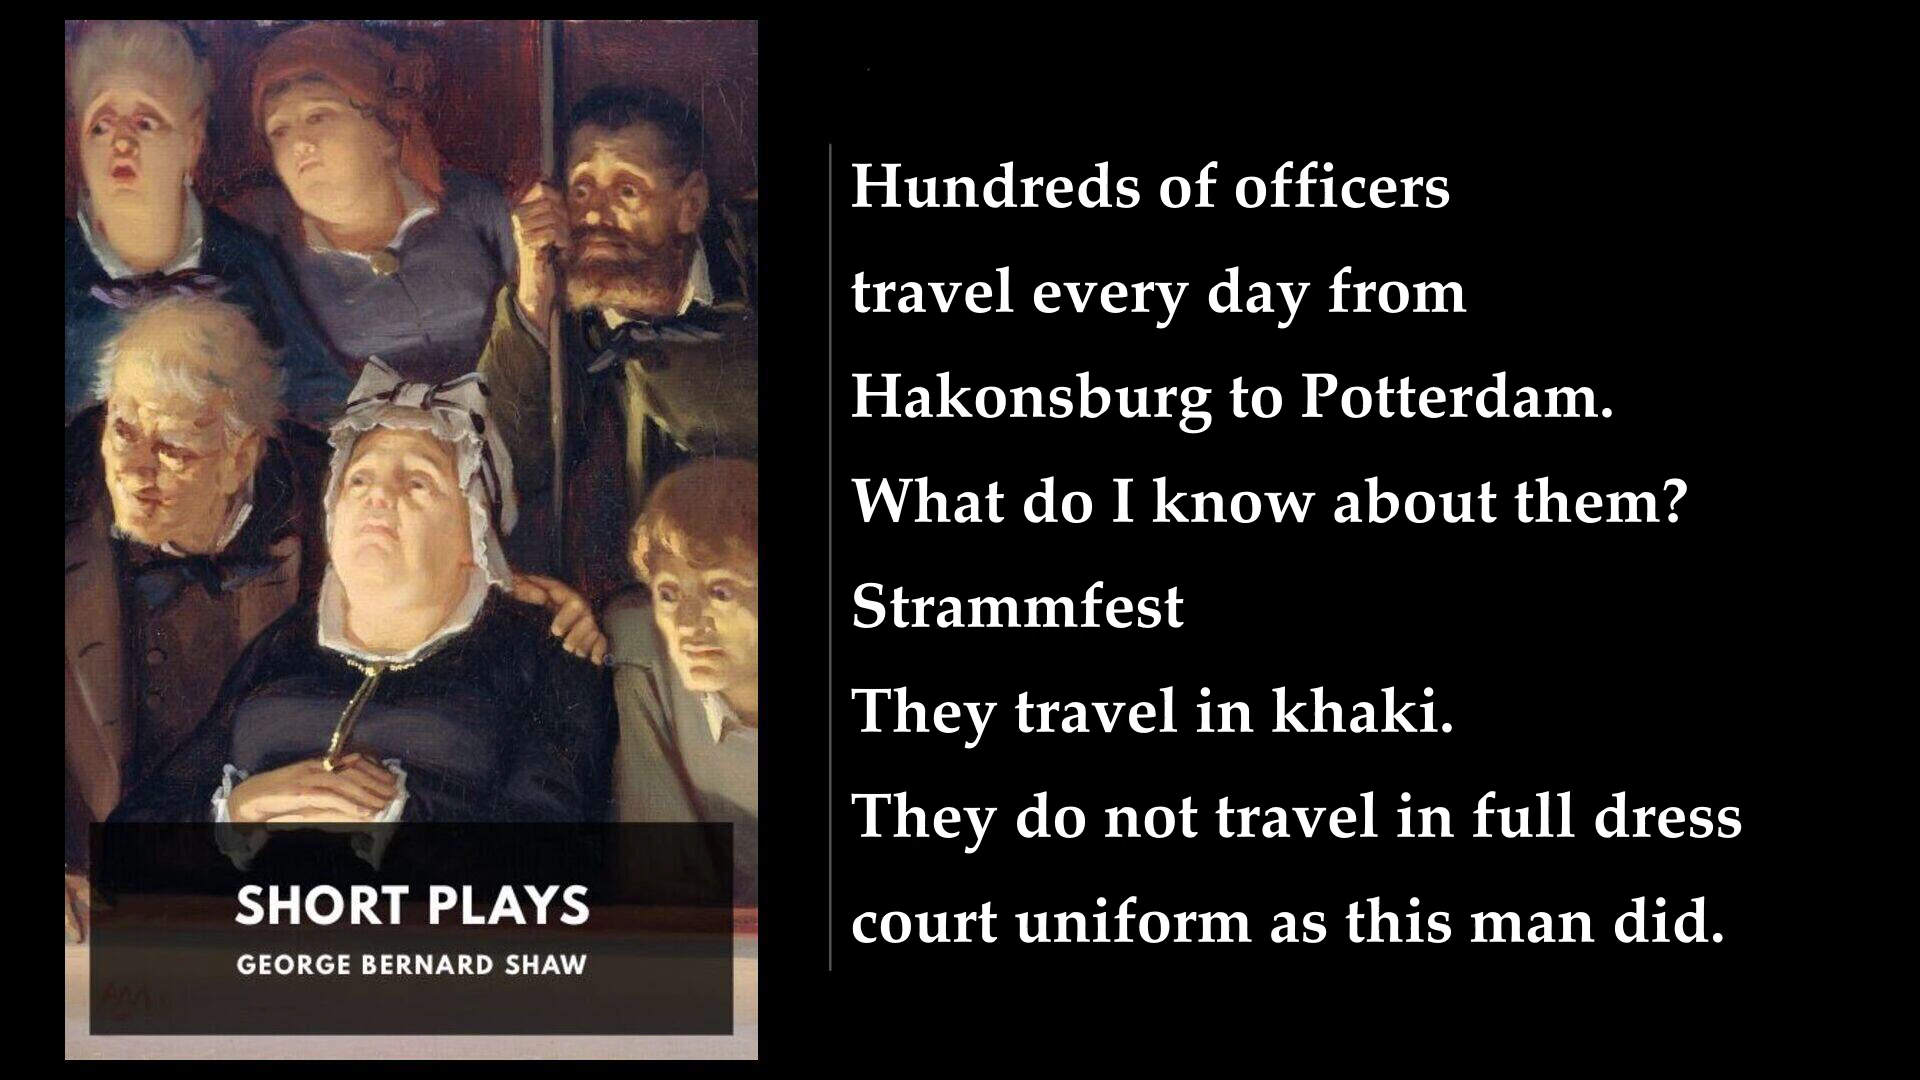 SHORT PLAYS
GEORGE BERNARD SHAW
Hundreds of officers
travel every day from
Hakonsburg to Potterdam.
What do I know about them?
Strammfest
They travel in khaki.
They do not travel in full dress
court uniform as this man did.